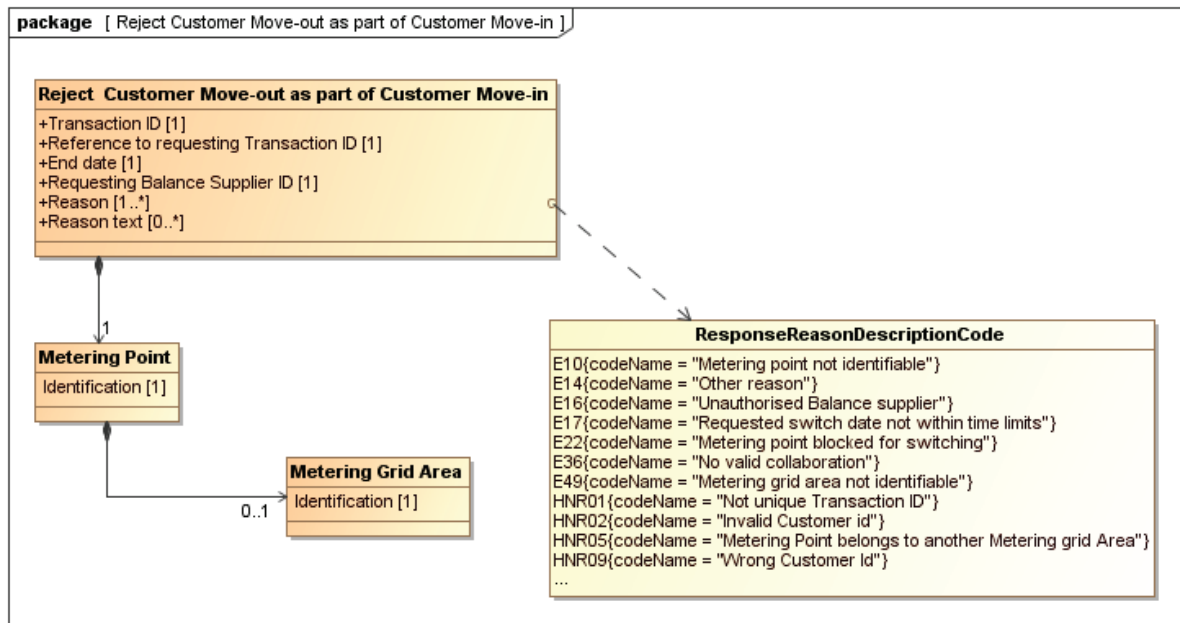 package [ Reject Customer Move-out as part of Customer Move-in ]
Reject Customer Move-out as part of Customer Move-in
+Transaction ID [1]
+Reference to requesting Transaction ID [1]
+End date [1]
+Requesting Balance Supplier ID [1]
+Reason [1..*]
+Reason text [0..*]
1
Metering Point
Identification [1]
0..1
Metering Grid Area
Identification [1]
ResponseReasonDescriptionCode
E10{codeName = "Metering point not identifiable"}
E14{codeName = "Other reason"}
E16{codeName = "Unauthorised Balance supplier"}
E17{codeName = "Requested switch date not within time limits"}
E22{codeName = "Metering point blocked for switching"}
E36{codeName = "No valid collaboration"}
E49{codeName = "Metering grid area not identifiable"}
HNR01{codeName = "Not unique Transaction ID"}
HNR02{codeName = "Invalid Customer id"}
HNR05{codeName = "Metering Point belongs to another Metering grid Area"}
HNR09{codeName = "Wrong Customer Id"}
...